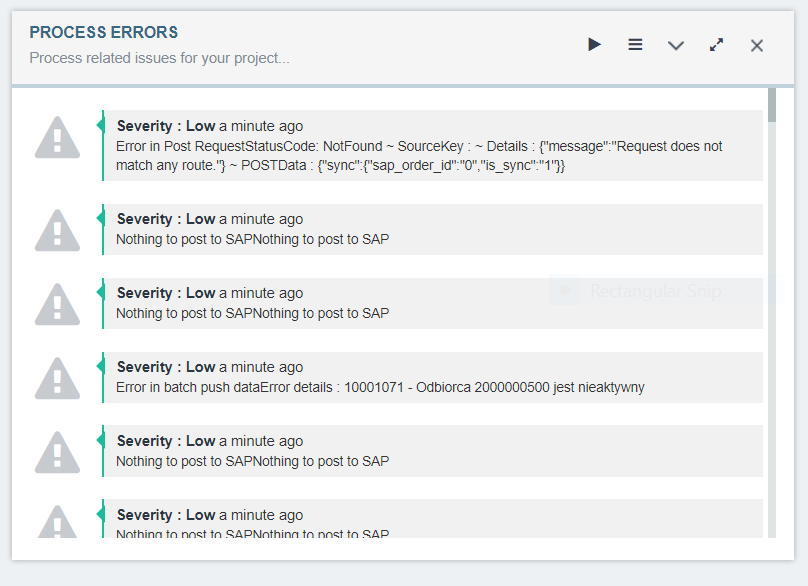 PROCESS ERRORS
Process related issues for your project...
Severity : Low a minute ago
Error in Post RequestStatusCode: NotFound ~ SourceKey : ~ Details : {"message":"Request does not
match any route."} ~ POSTData : {"sync":{"sap_order_id":"0","is_sync":"1"}}
Severity : Low a minute ago
Nothing to post to SAPNothing to post to SAP
Severity : Low a minute ago
Rectangular Snip
Nothing to post to SAPNothing to post to SAP
Severity : Low a minute ago
Error in batch push dataError details : 10001071 - Odbiorca 2000000500 jest nieaktywny
Severity : Low a minute ago
Nothing to post to SAPNothing to post to SAP
Severity : Low a minute ago
Nothing to post to SAPNothing to post to SAP